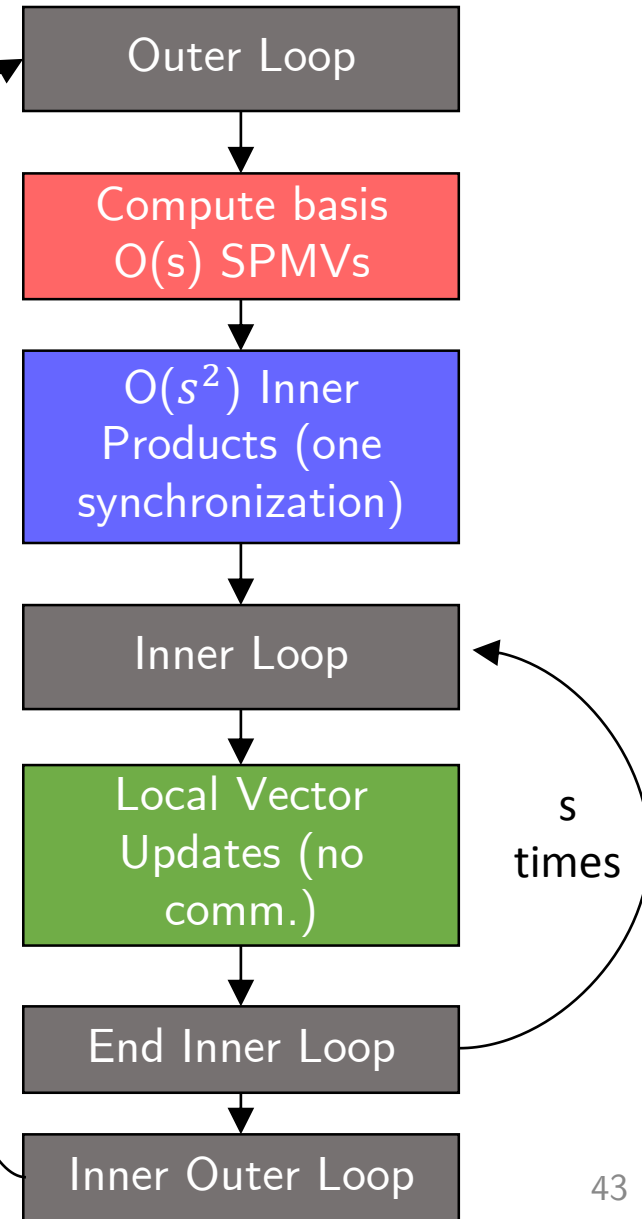 Outer Loop
Compute basis
O(s) SPMVs
O(s²) Inner
Products (one
synchronization)
Inner Loop
Local Vector
Updates (no
comm.)
s
times
End Inner Loop
Inner Outer Loop
43